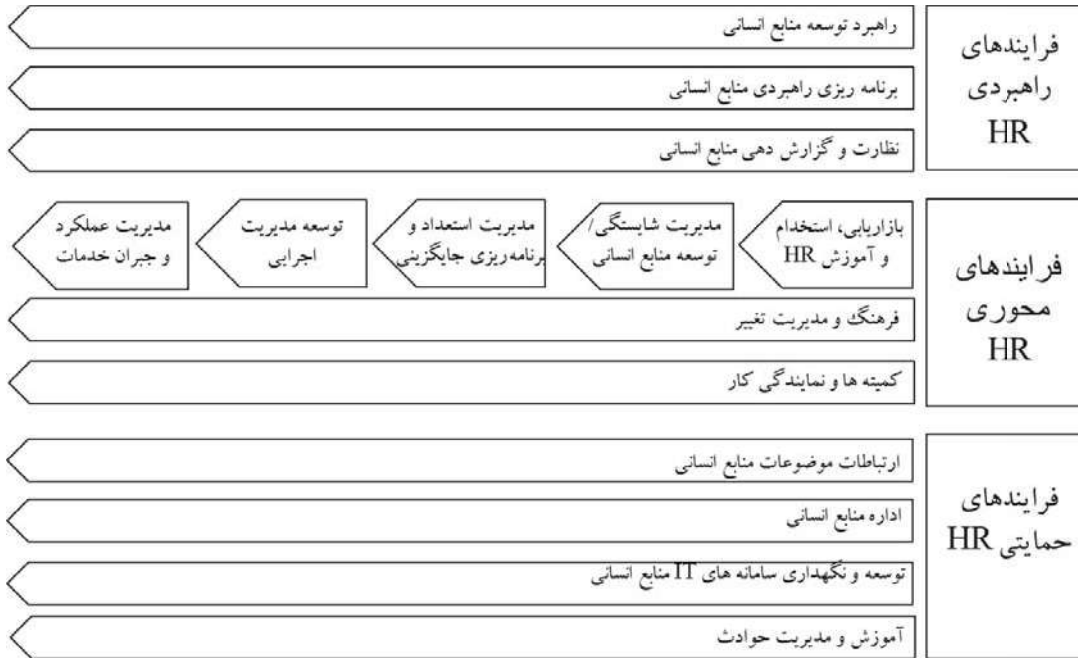 فرایندهای
راهبردی
HR
راهبرد توسعه منابع انسانی
برنامه ریزی راهبردی منابع انسانی
نظارت و گزارش دهی منابع انسانی
فرایندهای
محوری
HR
بازاریابی، استخدام
و آموزش HR
مدیریت شایستگی/
توسعه منابع انسانی
مدیریت استعداد و
برنامه‌ریزی جایگزینی
توسعه مدیریت
اجرایی
مدیریت عملکرد
و جبران خدمات
فرهنگ و مدیریت تغییر
کمیته ها و نمایندگی کار
فرایندهای
حمایتی HR
ارتباطات موضوعات منابع انسانی
اداره منابع انسانی
توسعه و نگهداری سامانه های IT منابع انسانی
آموزش و مدیریت حوادث